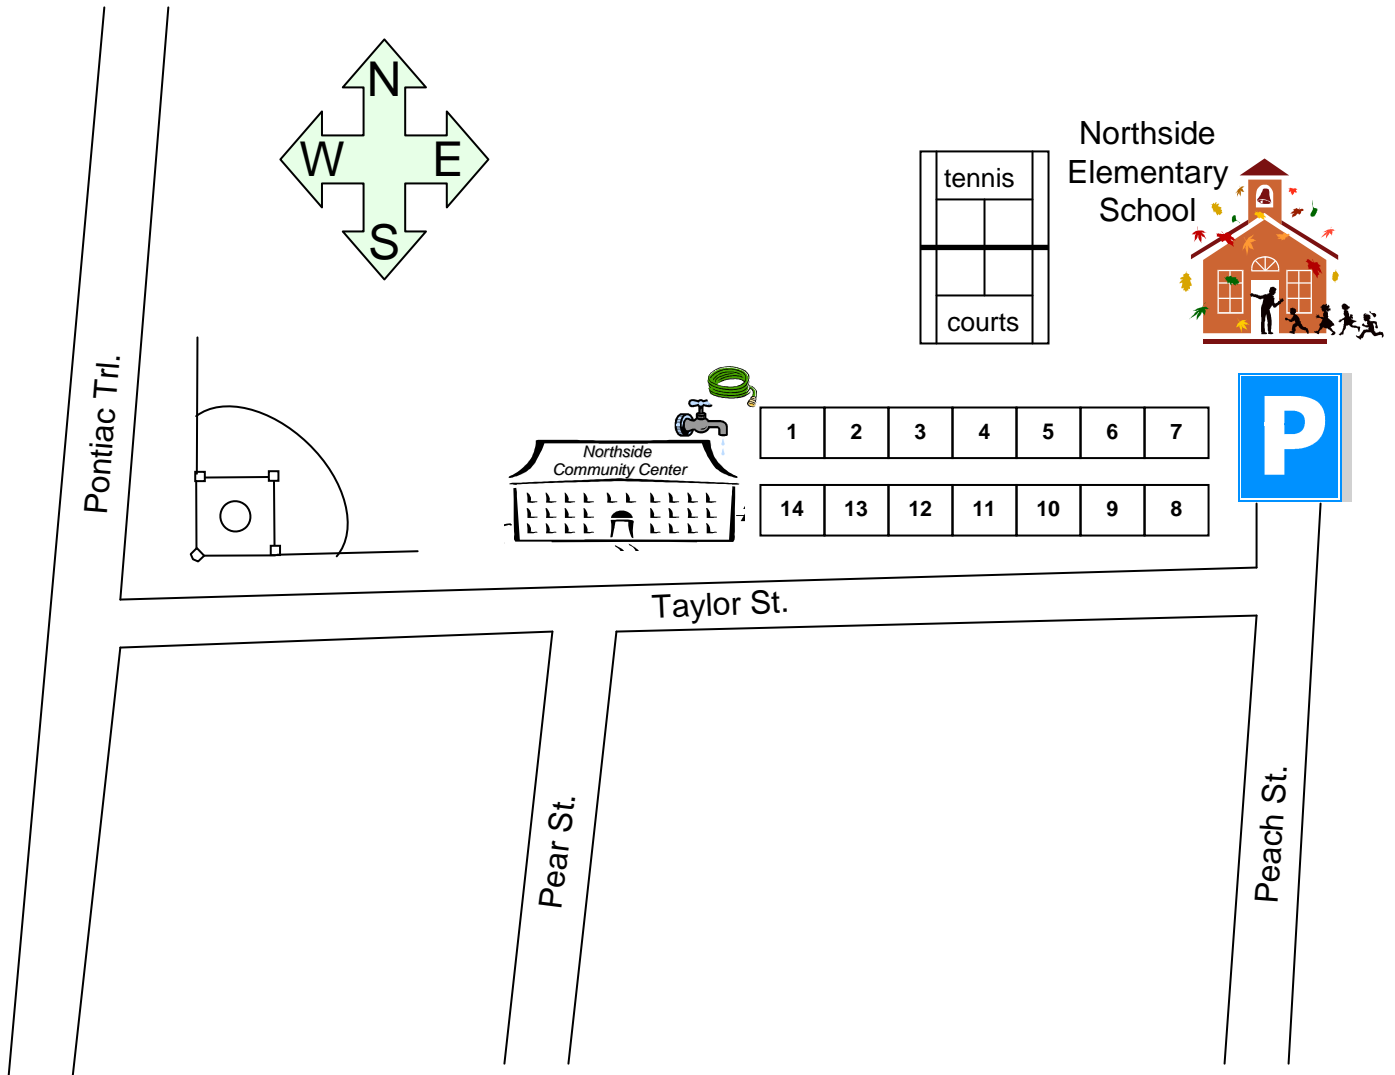 N
W E
S
Northside
Elementary
School
tennis
courts
Pontiac Trl.
Northside
Community Center
1 2 3 4 5 6 7
14 13 12 11 10 9 8
P
Taylor St.
Pear St.
Peach St.